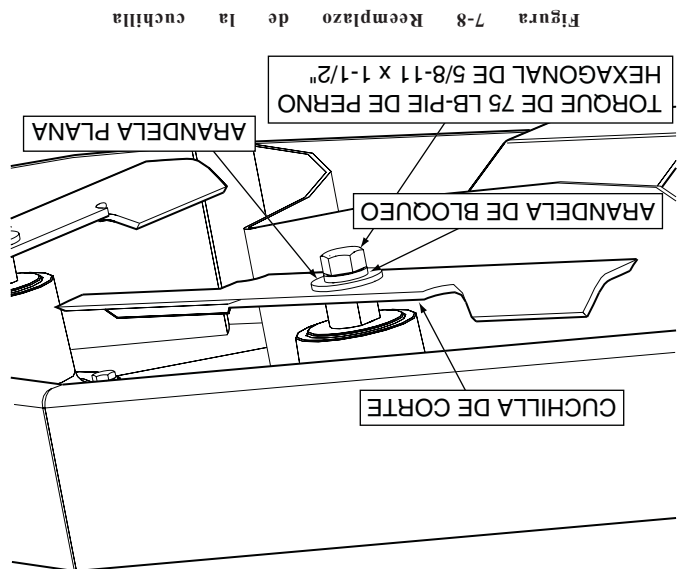 CUCHILLA DE CORTE
ARANDELA DE BLOQUEO
ARANDELA PLANA
TORQUE DE 75 LB-PIE DE PERNO
HEXAGONAL DE 5/8-11 x 1-1/2"
Figura 7-8 Reemplazo de la cuchilla